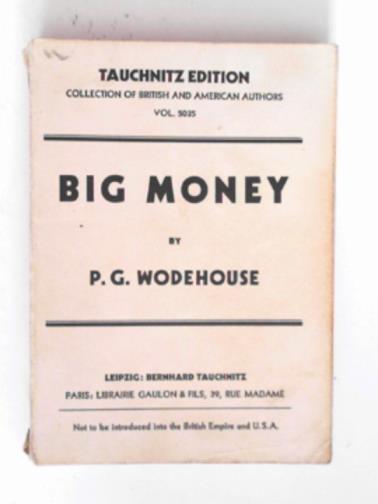 TAUCHNITZ EDITION
COLLECTION OF BRITISH AND AMERICAN AUTHORS
VOL. 5035
BIG MONEY
BY
P. G. WODEHOUSE
LEIPZIG: BERNHARD TAUCHNITZ
PARIS: LIBRAIRIE GAULON & FILS, 39, RUE MADAME
Not to be introduced into the British Empire and U.S.A.